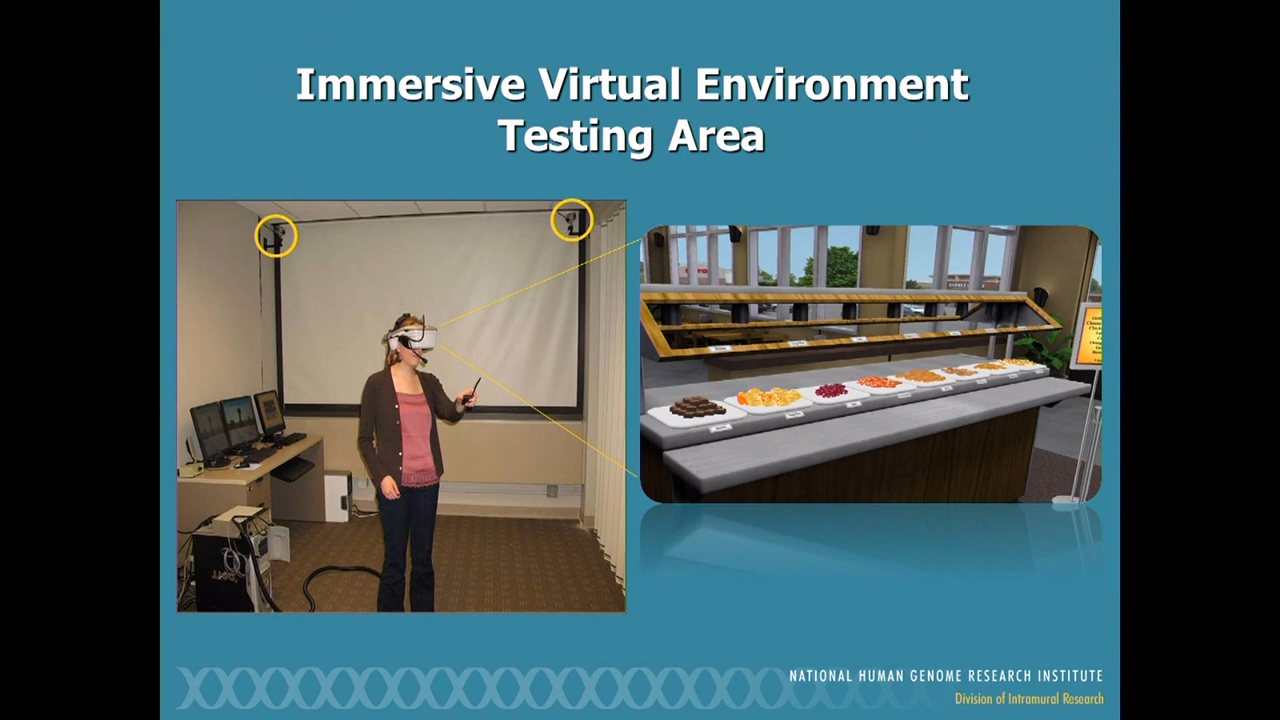 Immersive Virtual Environment
Testing Area
NATIONAL HUMAN GENOME RESEARCH INSTITUTE
Division of Intramural Research